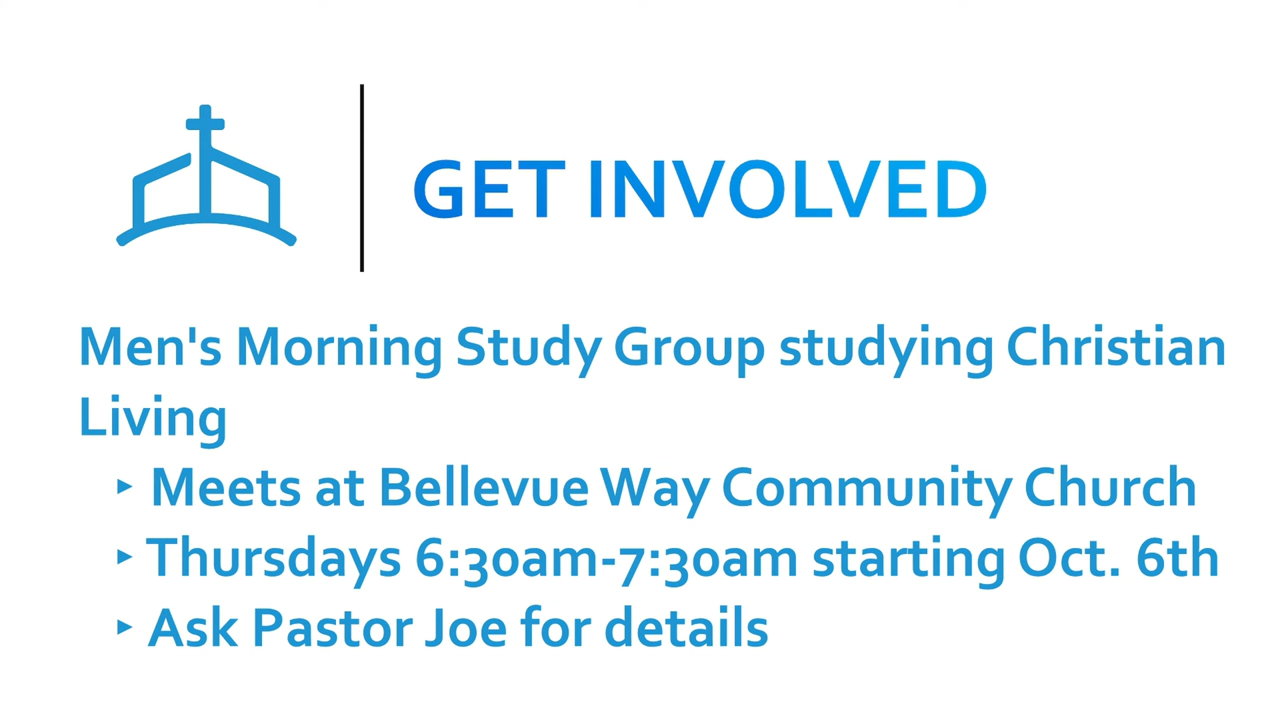 GET INVOLVED
Men's Morning Study Group studying Christian
Living
‣ Meets at Bellevue Way Community Church
‣ Thursdays 6:30am-7:30am starting Oct. 6th
‣ Ask Pastor Joe for details